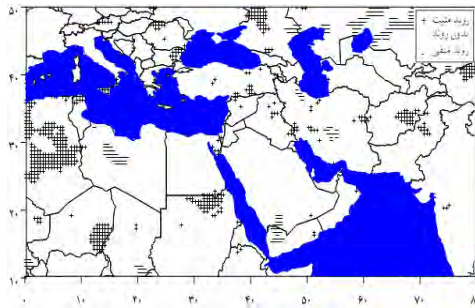 ۵۰
+ روند مثبت
بدون روند
- روند منفی
۴۰
۳۰
۲۰
۱۰
۰ ۱۰ ۲۰ ۳۰ ۴۰ ۵۰ ۶۰ ۷۰